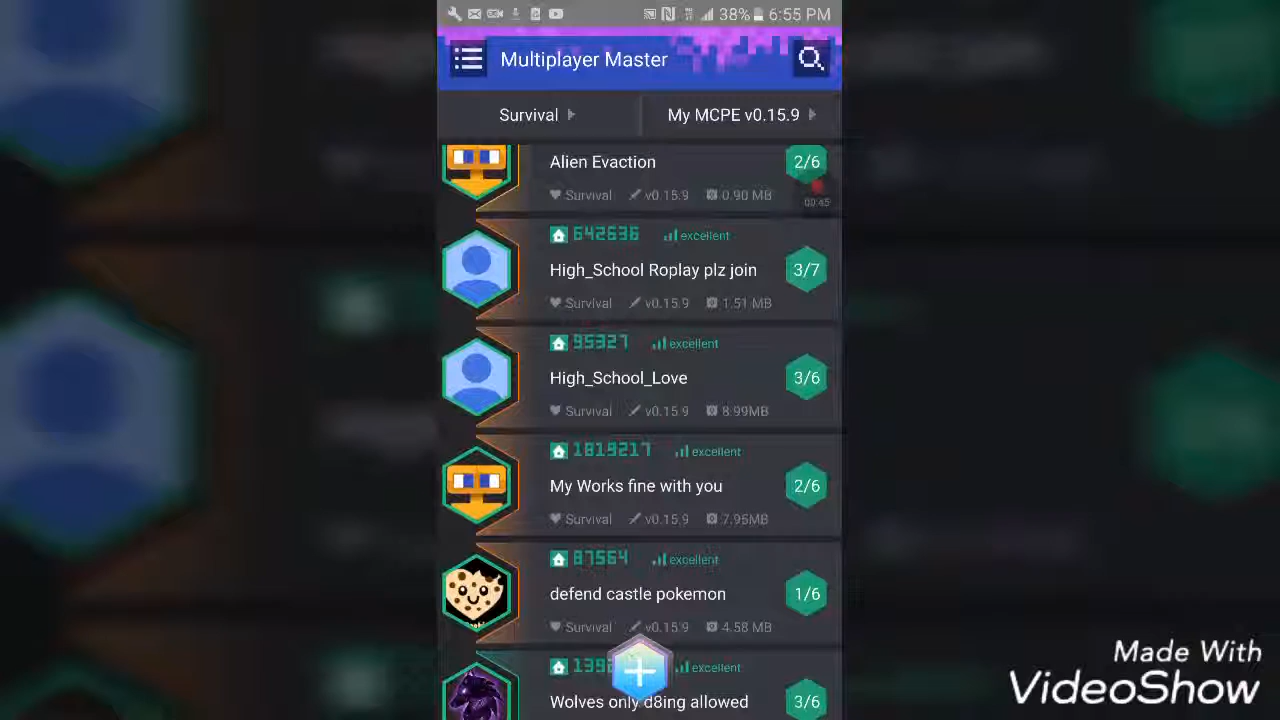 38% 6:55 PM
Multiplayer Master
Survival
My MCPE v0.15.9
Alien Evaction
2/6
Survival v0.15.9 0.90 MB
00:45
642636 excellent
High_School Roplay plz join
3/7
Survival v0.15.9 1.51 MB
95327 excellent
High_School_Love
3/6
Survival v0.15.9 8.99MB
1819217 excellent
My Works fine with you
2/6
Survival v0.15.9 7.95MB
87564 excellent
defend castle pokemon
1/6
Survival v0.15.9 4.58 MB
excellent
Wolves only d8ing allowed
3/6
Made With
VideoShow